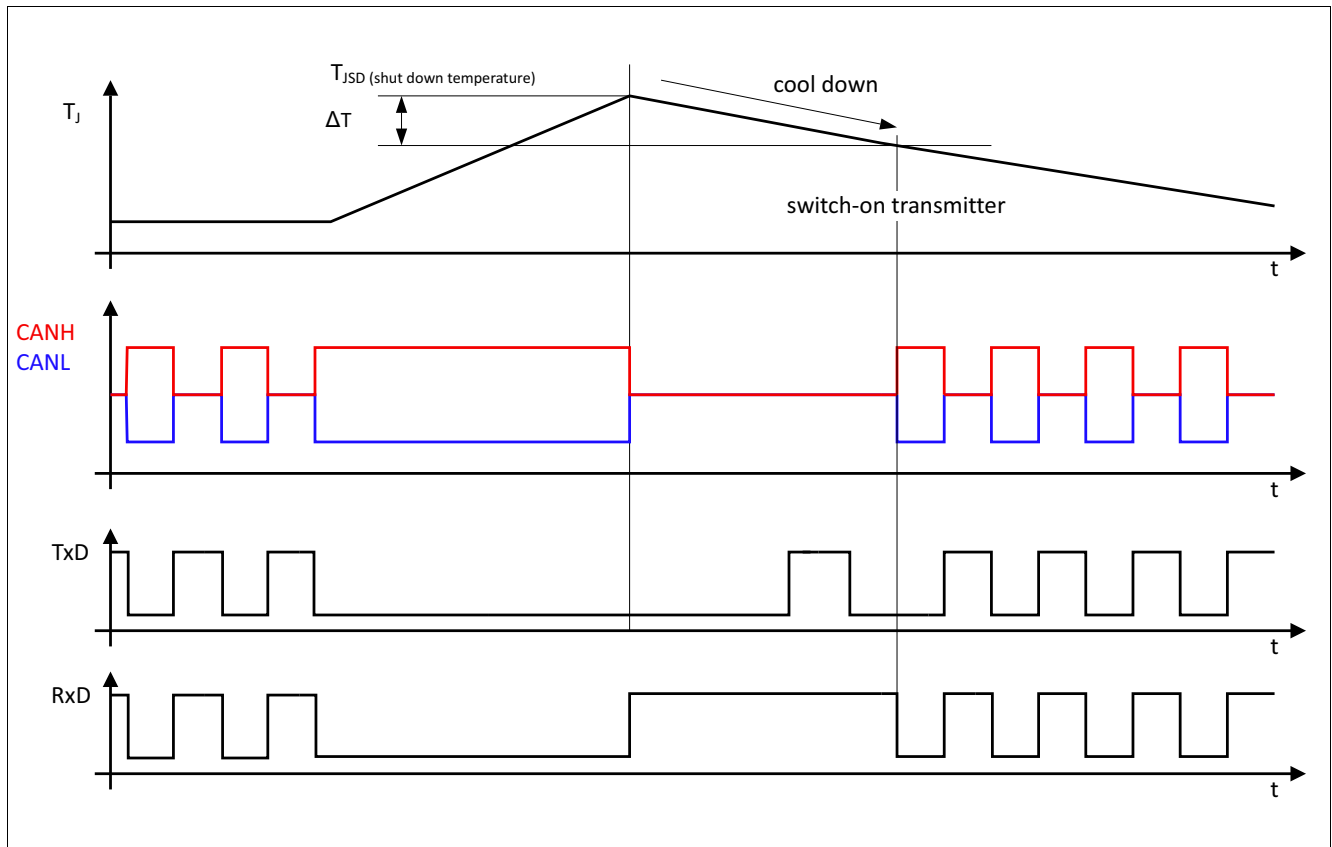 T_JSD (shut down temperature)
cool down
T_J
ΔT
switch-on transmitter
t
CANH
CANL
t
TxD
t
RxD
t